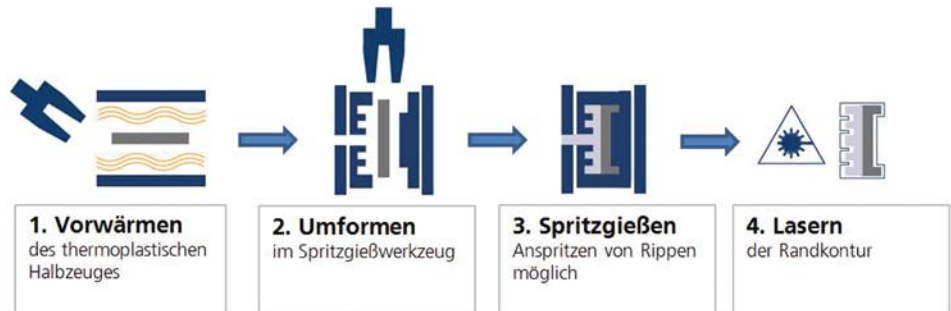 1. Vorwärmen
des thermoplastischen
Halbzeuges
2. Umformen
im Spritzgießwerkzeug
3. Spritzgießen
Anspritzen von Rippen
möglich
4. Lasern
der Randkontur